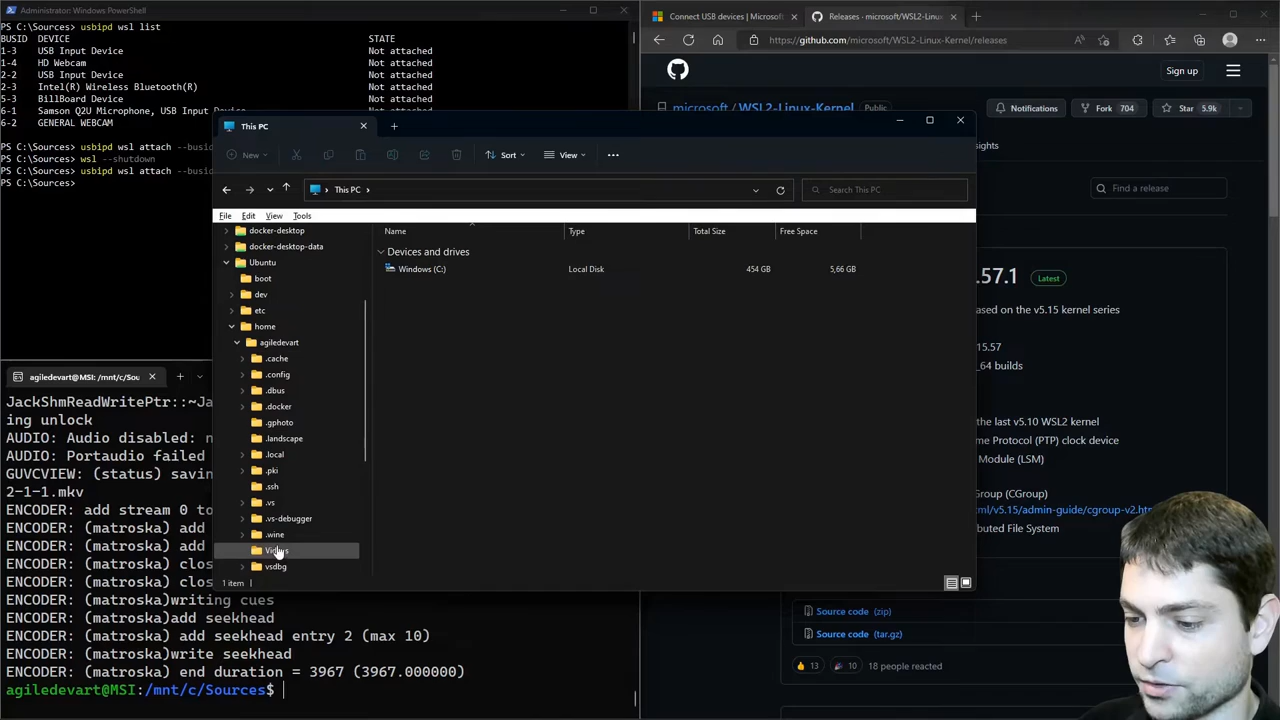 Administrator: Windows PowerShell
PS C:\Sources> usbipd wsl list
BUSID DEVICE STATE
1-3 USB Input Device Not attached
1-4 HD Webcam Not attached
2-2 USB Input Device Not attached
2-3 Intel(R) Wireless Bluetooth(R) Not attached
5-3 BillBoard Device Not attached
6-1 Samson Q2U Microphone, USB Input Device
6-2 GENERAL WEBCAM
PS C:\Sources> usbipd wsl attach --busid
PS C:\Sources> wsl --shutdown
PS C:\Sources> usbipd wsl attach --busid
PS C:\Sources>
Connect USB devices | Microsoft
Releases · microsoft/WSL2-Linux-
https://github.com/microsoft/WSL2-Linux-Kernel/releases
Sign up
microsoft / WSL2-Linux-Kernel Public
Notifications
Fork 704
Star 5.9k
Find a release
.57.1 Latest
ased on the v5.15 kernel series
15.57
_64 builds
the last v5.10 WSL2 kernel
me Protocol (PTP) clock device
Module (LSM)
Group (CGroup)
ml/v5.15/admin-guide/cgroup-v2.ht
buted File System
Source code (zip)
Source code (tar.gz)
13
10
18 people reacted
This PC
New
Sort
View
This PC
Search This PC
File Edit View Tools
docker-desktop
docker-desktop-data
Ubuntu
boot
dev
etc
home
agiledevart
.cache
.config
.dbus
.docker
.gphoto
.landscape
.local
.pki
.ssh
.vs
.vs-debugger
.wine
vsdbg
Name Type Total Size Free Space
Devices and drives
Windows (C:) Local Disk 454 GB 5,66 GB
1 item
agiledevart@MSI: /mnt/c/Sou
JackShmReadWritePtr::~Ja
ing unlock
AUDIO: Audio disabled: n
AUDIO: Portaudio failed
GUVCVIEW: (status) savin
2-1-1.mkv
ENCODER: add stream 0 to
ENCODER: (matroska) add
ENCODER: (matroska) add
ENCODER: (matroska) clos
ENCODER: (matroska) clos
ENCODER: (matroska)writing cues
ENCODER: (matroska)add seekhead
ENCODER: (matroska) add seekhead entry 2 (max 10)
ENCODER: (matroska)write seekhead
ENCODER: (matroska) end duration = 3967 (3967.000000)
agiledevart@MSI:/mnt/c/Sources$